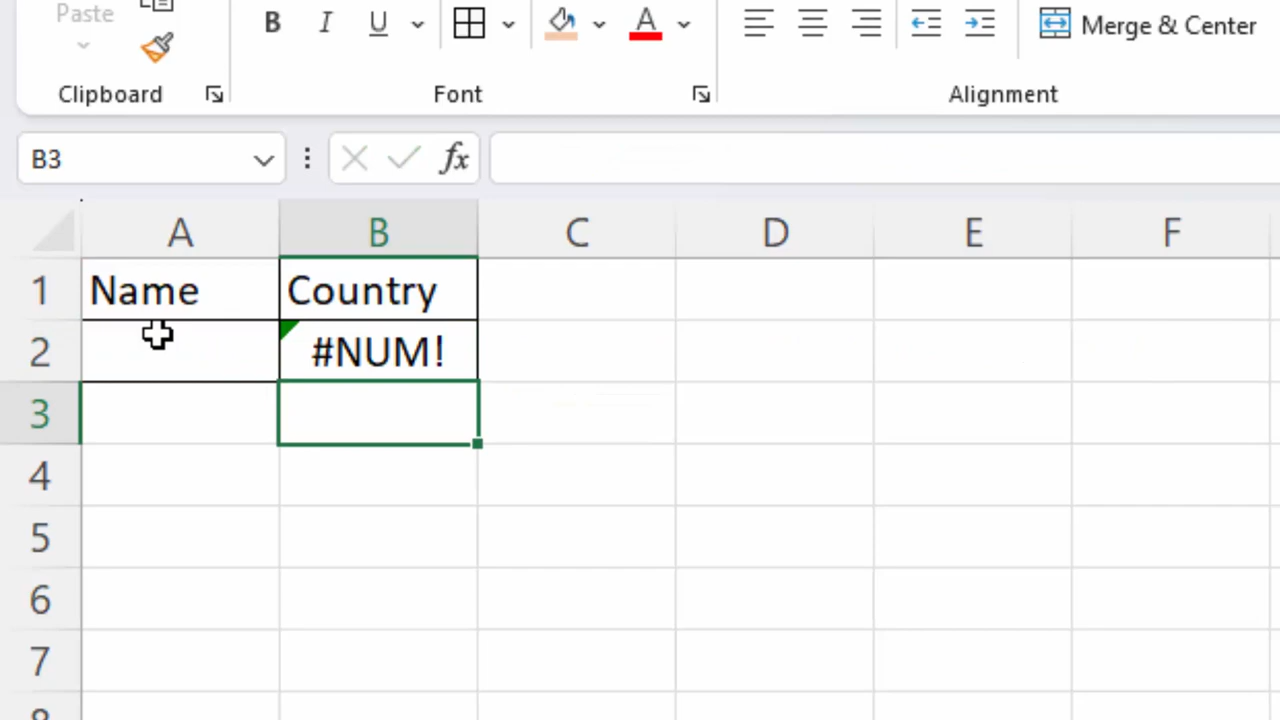 Paste
B I U A Merge & Center
Clipboard Font Alignment
B3 fx
A B C D E F
1 Name Country
2 #NUM!
3
4
5
6
7